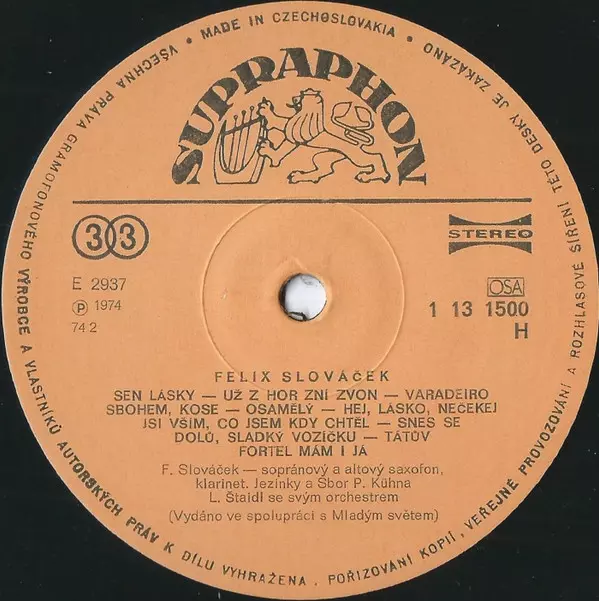 MADE IN CZECHOSLOVAKIA • VŠECHNA PRÁVA GRAMOFONOVÉHO VÝROBCE A VLASTNÍKŮ AUTORSKÝCH PRÁV K DÍLU VYHRAŽENA . POŘIZOVÁNÍ KOPIÍ , VEŘEJNÉ PROVOZOVÁNÍ A ROZHLASOVÉ ŠÍŘENÍ TÉTO DESKY JE ZAKÁZÁNO •
SUPRAPHON
33
STEREO
E 2937
OSA
Ⓟ 1974
1 13 1500
74 2
H
FELIX SLOVÁČEK
SEN LÁSKY — UŽ Z HOR ZNÍ ZVON — VARADEIRO
SBOHEM, KOSE — OSAMĚLÝ — HEJ, LÁSKO, NEČEKEJ
JSI VŠÍM, CO JSEM KDY CHTĚL — SNES SE
DOLŮ, SLADKÝ VOZÍČKU — TÁTŮV
FORTEL MÁM I JÁ
F. Slováček — sopránový a altový saxofon,
klarinet. Jezinky a Sbor P. Kühna
L. Štaidl se svým orchestrem
(Vydáno ve spolupráci s Mladým světem)